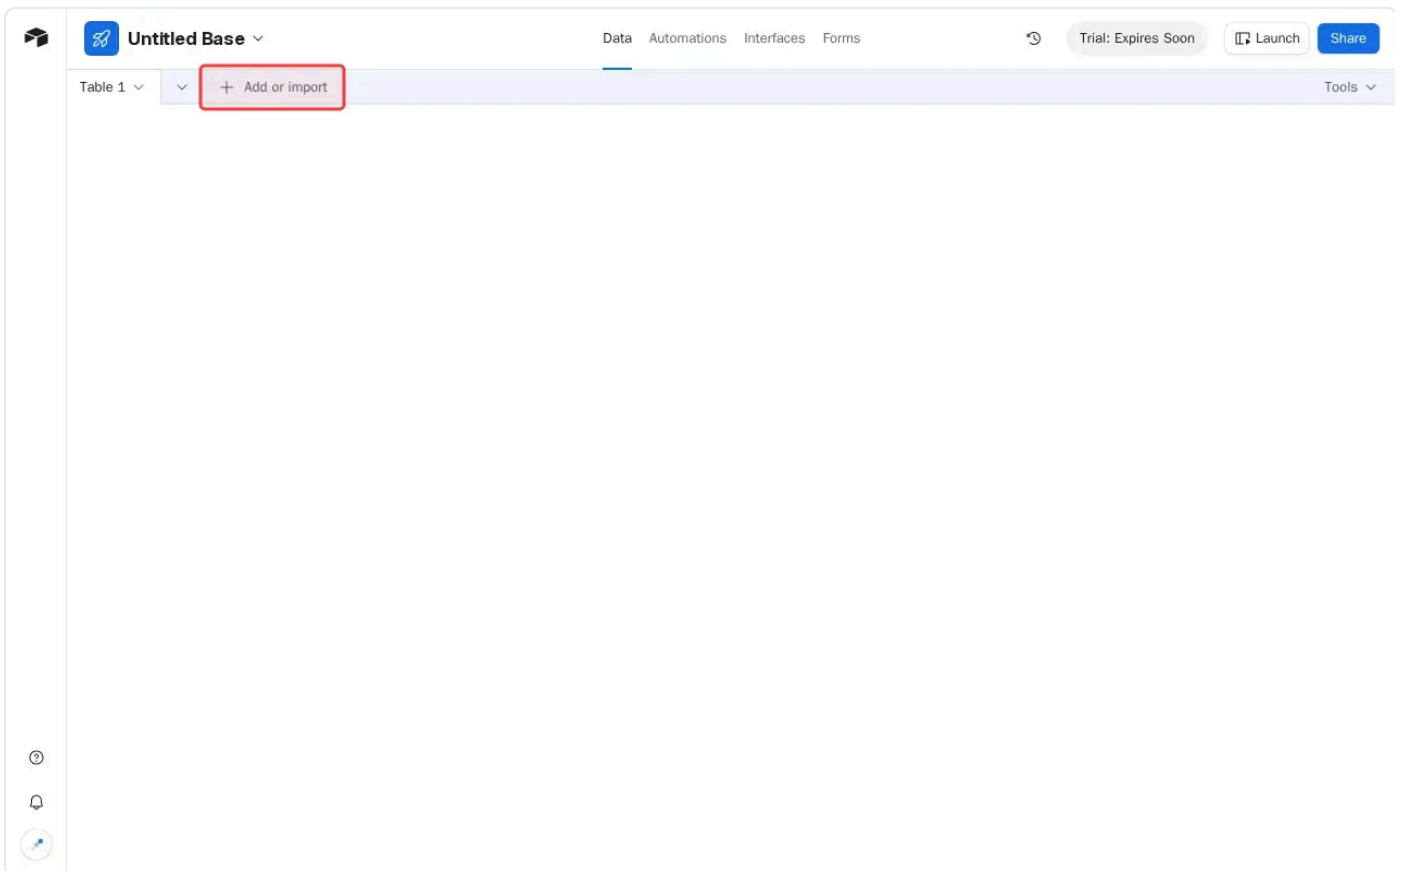 Untitled Base
Data Automations Interfaces Forms
Trial: Expires Soon
Launch
Share
Table 1
Add or import
Tools